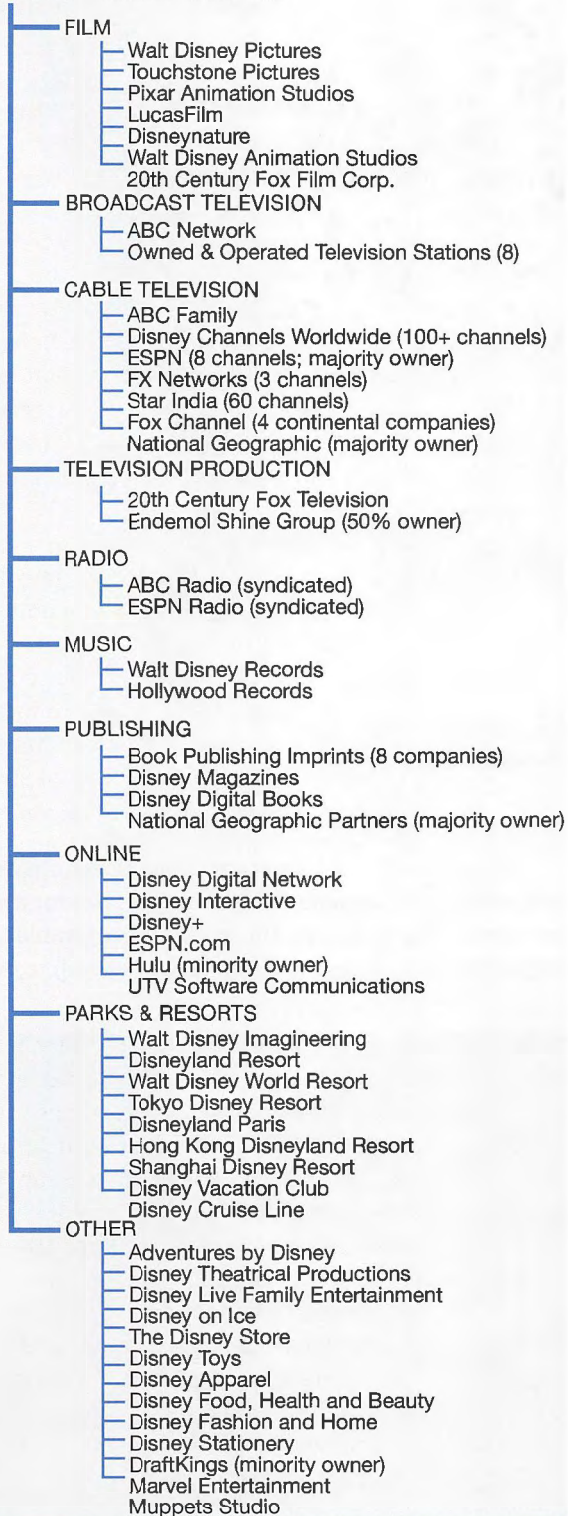 FILM
Walt Disney Pictures
Touchstone Pictures
Pixar Animation Studios
LucasFilm
Disneynature
Walt Disney Animation Studios
20th Century Fox Film Corp.
BROADCAST TELEVISION
ABC Network
Owned & Operated Television Stations (8)
CABLE TELEVISION
ABC Family
Disney Channels Worldwide (100+ channels)
ESPN (8 channels; majority owner)
FX Networks (3 channels)
Star India (60 channels)
Fox Channel (4 continental companies)
National Geographic (majority owner)
TELEVISION PRODUCTION
20th Century Fox Television
Endemol Shine Group (50% owner)
RADIO
ABC Radio (syndicated)
ESPN Radio (syndicated)
MUSIC
Walt Disney Records
Hollywood Records
PUBLISHING
Book Publishing Imprints (8 companies)
Disney Magazines
Disney Digital Books
National Geographic Partners (majority owner)
ONLINE
Disney Digital Network
Disney Interactive
Disney+
ESPN.com
Hulu (minority owner)
UTV Software Communications
PARKS & RESORTS
Walt Disney Imagineering
Disneyland Resort
Walt Disney World Resort
Tokyo Disney Resort
Disneyland Paris
Hong Kong Disneyland Resort
Shanghai Disney Resort
Disney Vacation Club
Disney Cruise Line
OTHER
Adventures by Disney
Disney Theatrical Productions
Disney Live Family Entertainment
Disney on Ice
The Disney Store
Disney Toys
Disney Apparel
Disney Food, Health and Beauty
Disney Fashion and Home
Disney Stationery
DraftKings (minority owner)
Marvel Entertainment
Muppets Studio